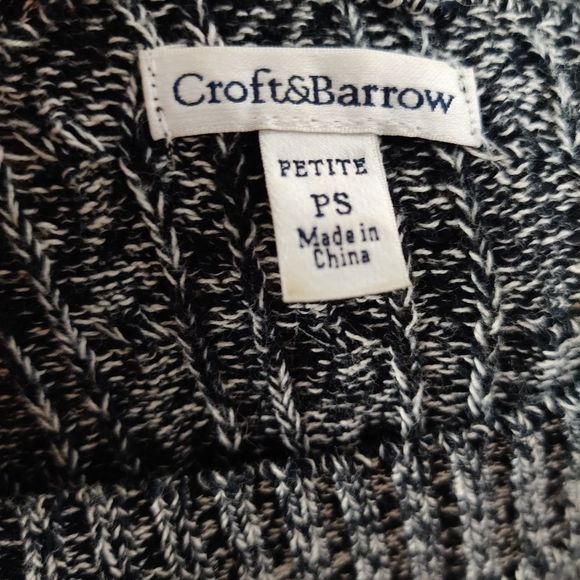 Croft&Barrow
PETITE
PS
Made in
China